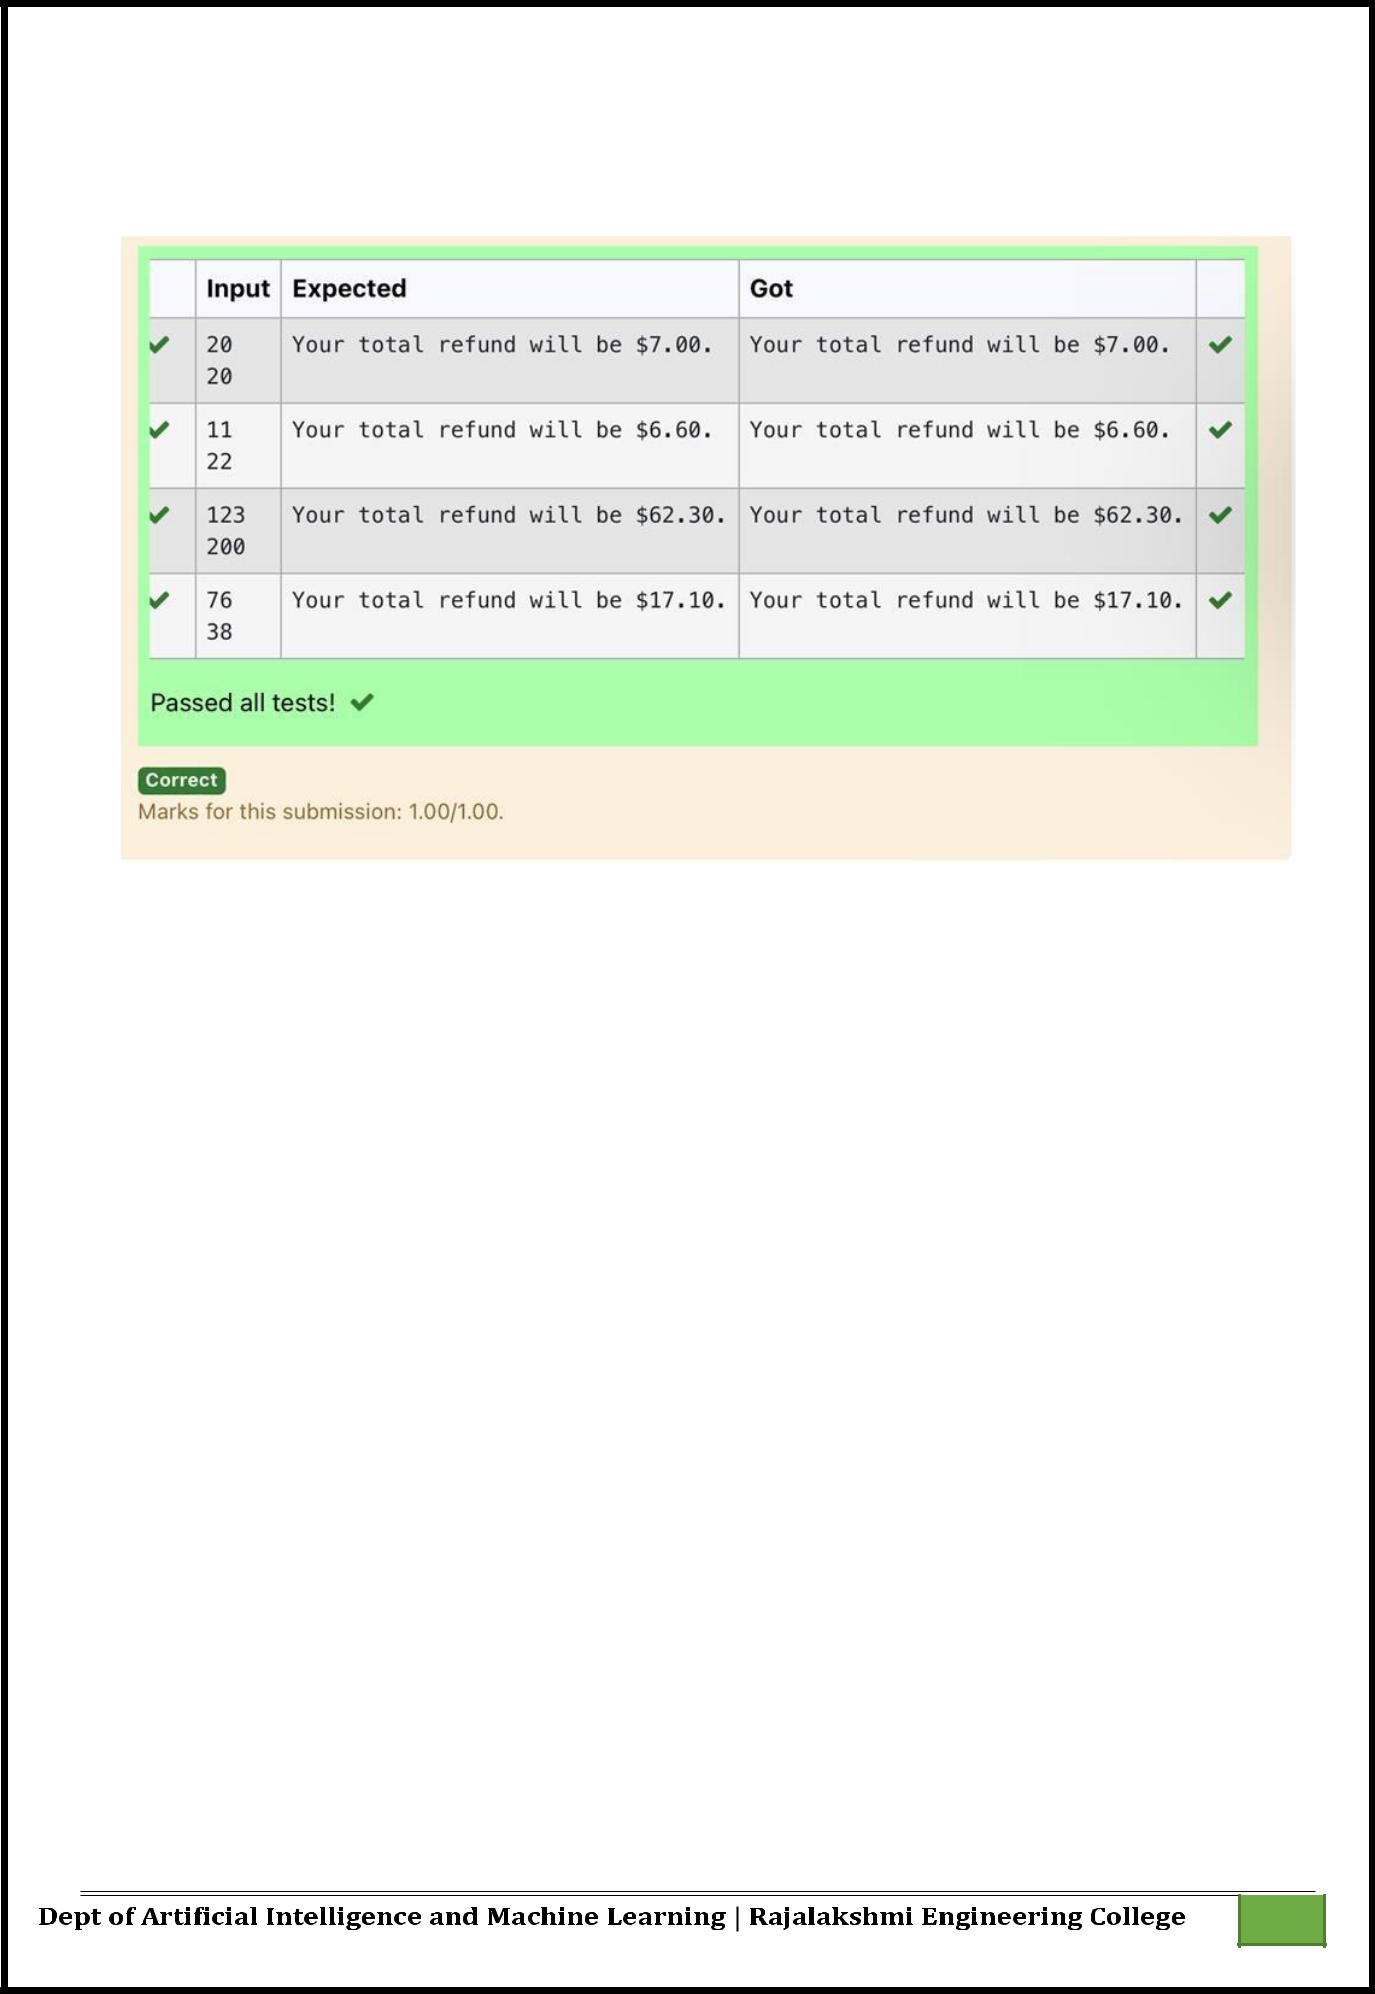 Input Expected Got
20 Your total refund will be $7.00. Your total refund will be $7.00.
20
11 Your total refund will be $6.60. Your total refund will be $6.60.
22
123 Your total refund will be $62.30. Your total refund will be $62.30.
200
76 Your total refund will be $17.10. Your total refund will be $17.10.
38
Passed all tests!
Correct
Marks for this submission: 1.00/1.00.
Dept of Artificial Intelligence and Machine Learning | Rajalakshmi Engineering College